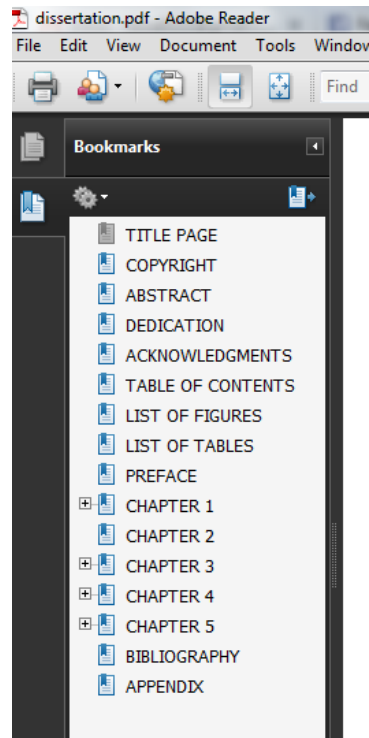 dissertation.pdf - Adobe Reader
File Edit View Document Tools Window
Find
Bookmarks
TITLE PAGE
COPYRIGHT
ABSTRACT
DEDICATION
ACKNOWLEDGMENTS
TABLE OF CONTENTS
LIST OF FIGURES
LIST OF TABLES
PREFACE
CHAPTER 1
CHAPTER 2
CHAPTER 3
CHAPTER 4
CHAPTER 5
BIBLIOGRAPHY
APPENDIX